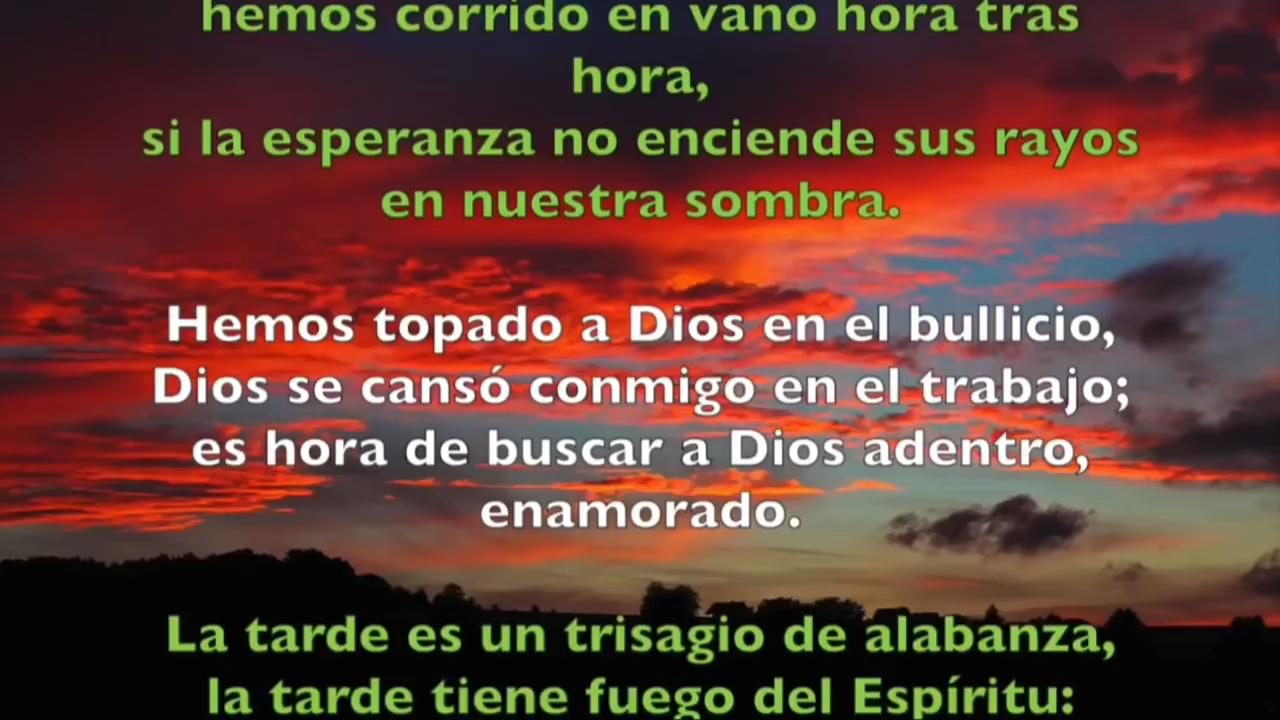 hemos corrido en vano hora tras
hora,
si la esperanza no enciende sus rayos
en nuestra sombra.
Hemos topado a Dios en el bullicio,
Dios se cansó conmigo en el trabajo;
es hora de buscar a Dios adentro,
enamorado.
La tarde es un trisagio de alabanza,
la tarde tiene fuego del Espíritu: